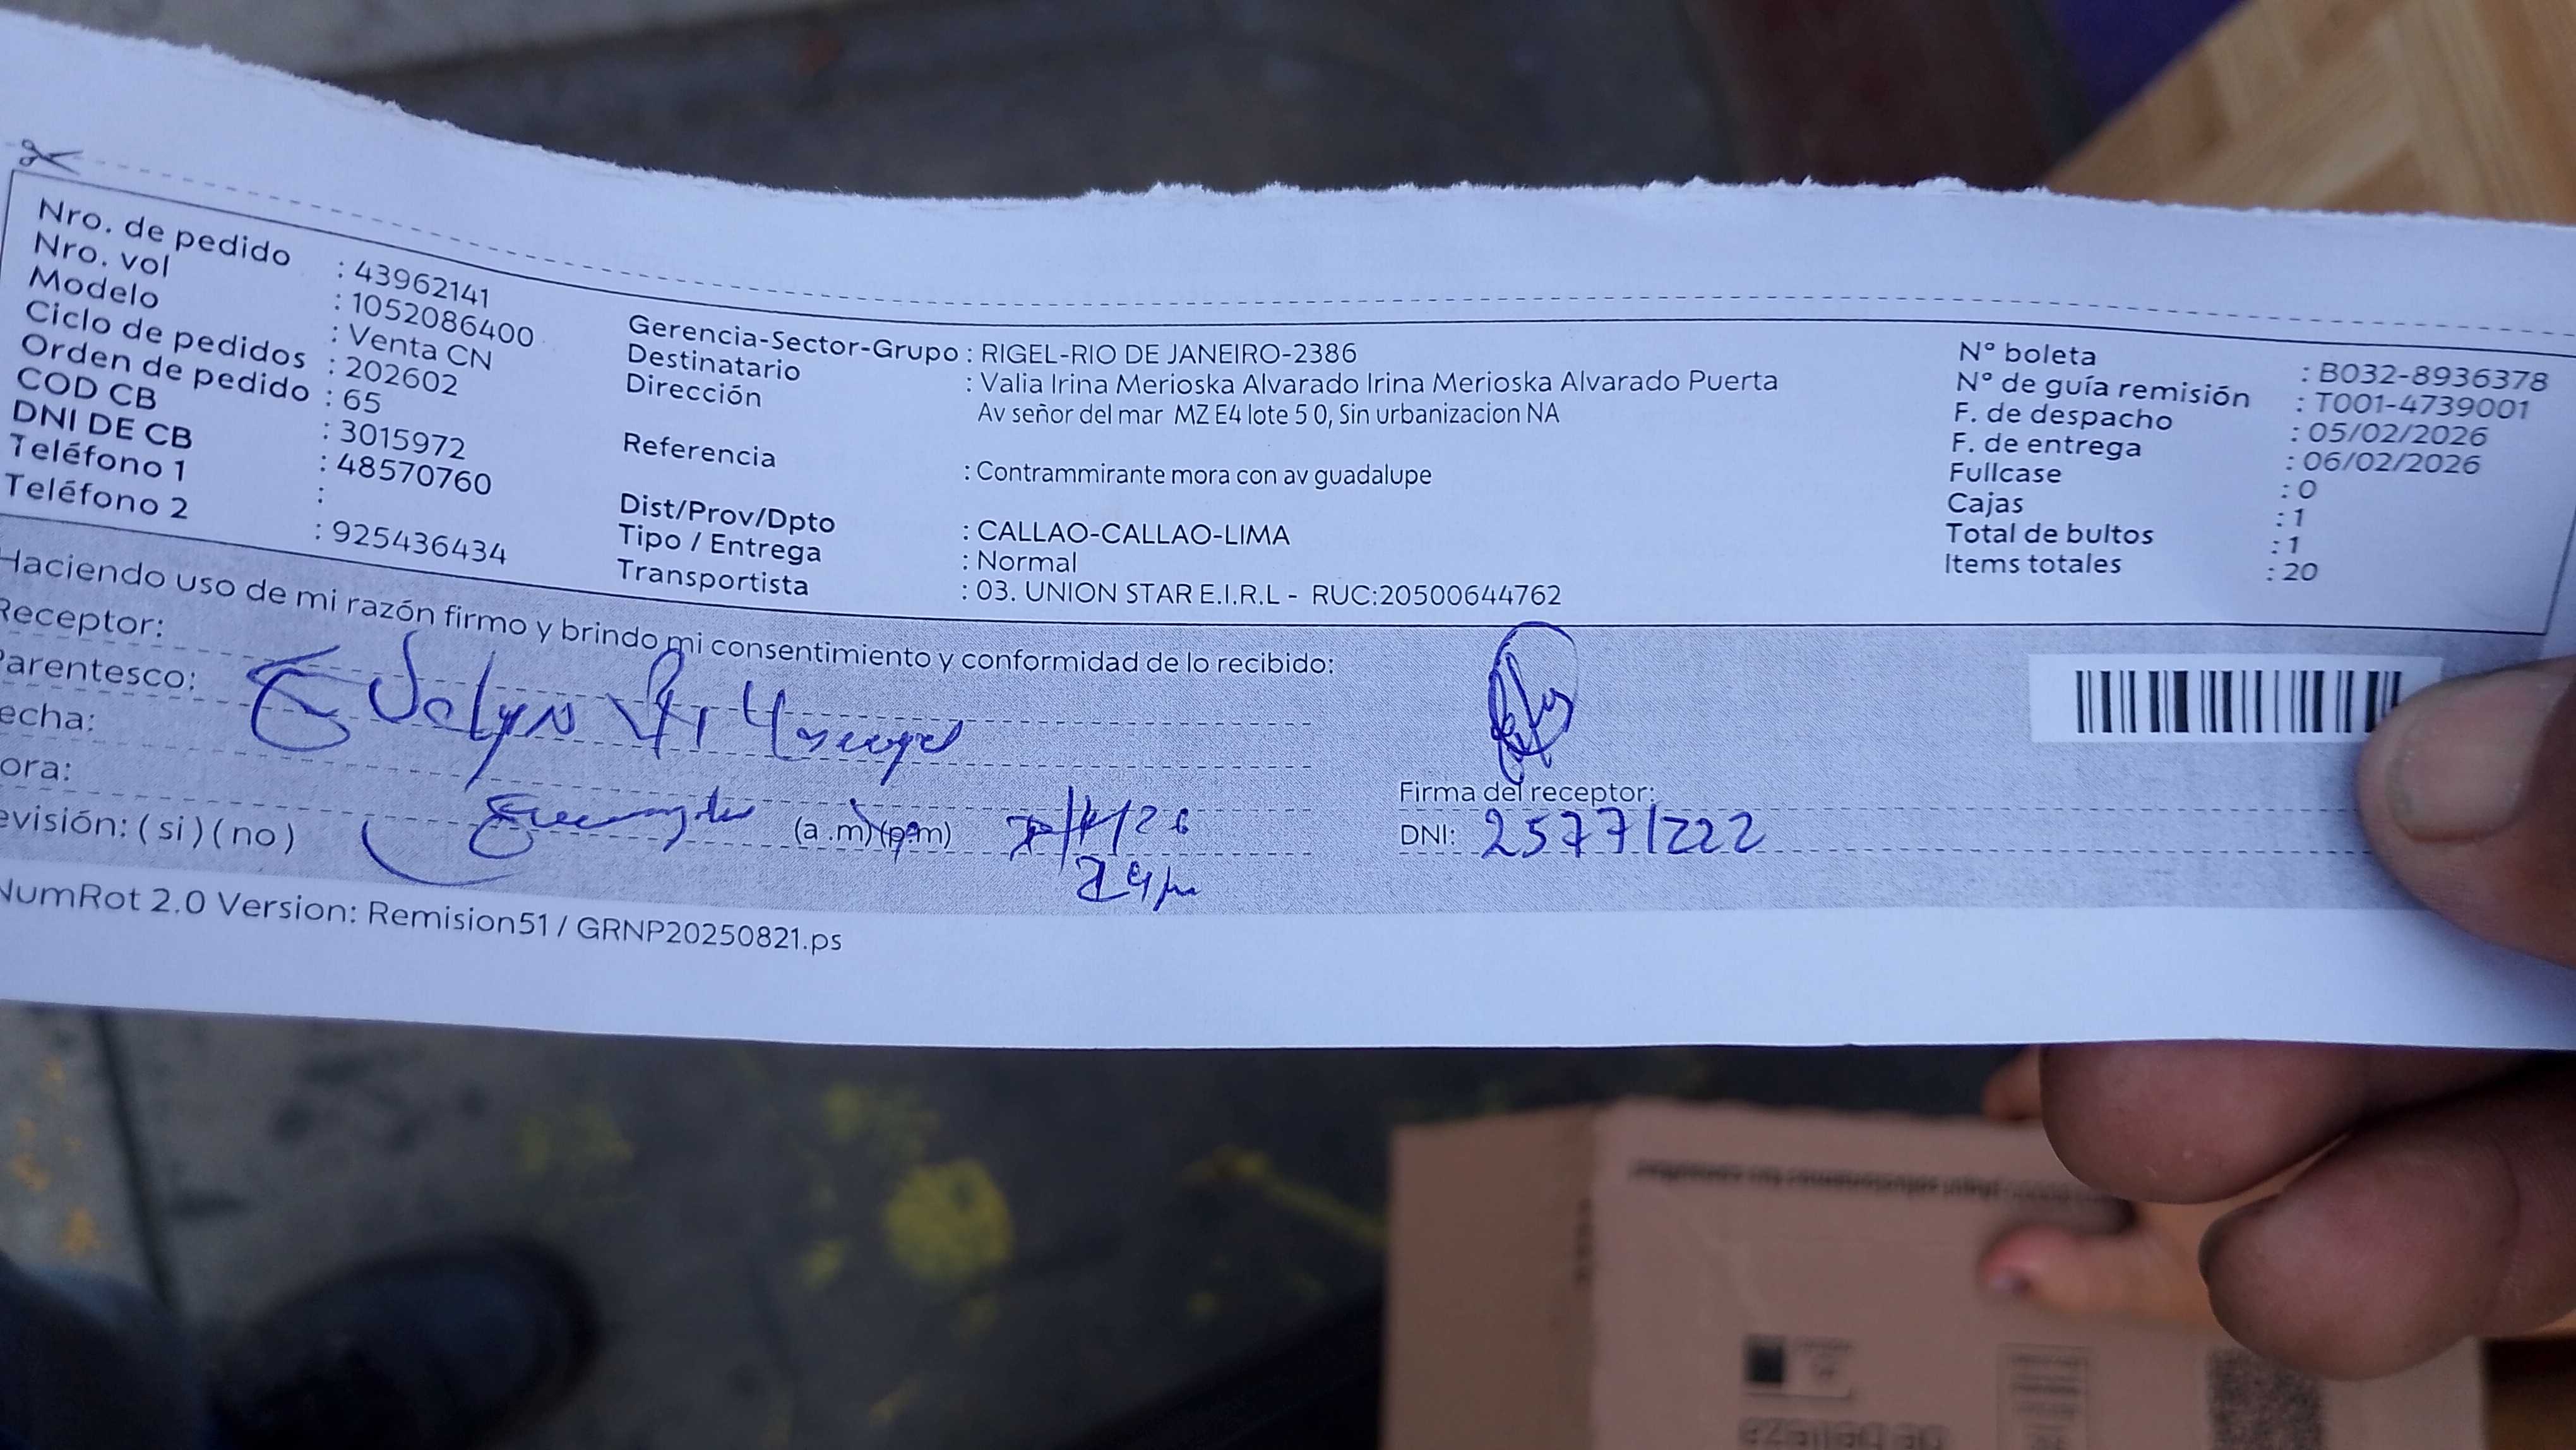 Nro. de pedido : 43962141
Nro. vol : 1052086400
Modelo : Venta CN
Ciclo de pedidos : 202602
Orden de pedido : 65
COD CB : 3015972
DNI DE CB : 48570760
Teléfono 1 :
Teléfono 2 : 925436434
Gerencia-Sector-Grupo : RIGEL-RIO DE JANEIRO-2386
Destinatario : Valia Irina Merioska Alvarado Irina Merioska Alvarado Puerta
Dirección Av señor del mar MZ E4 lote 5 0, Sin urbanizacion NA
Referencia : Contrammirante mora con av guadalupe
Dist/Prov/Dpto : CALLAO-CALLAO-LIMA
Tipo / Entrega : Normal
Transportista : 03. UNION STAR E.I.R.L - RUC:20500644762
N° boleta : B032-8936378
N° de guía remisión : T001-4739001
F. de despacho : 05/02/2026
F. de entrega : 06/02/2026
Fullcase : 0
Cajas : 1
Total de bultos : 1
Items totales : 20
Haciendo uso de mi razón firmo y brindo mi consentimiento y conformidad de lo recibido:
Receptor:
Parentesco: Evelyn
echa:
ora: (a .m) (p.m)
evisión: ( si ) ( no )
Firma del receptor:
DNI: 25771222
NumRot 2.0 Version: Remision51 / GRNP20250821.ps